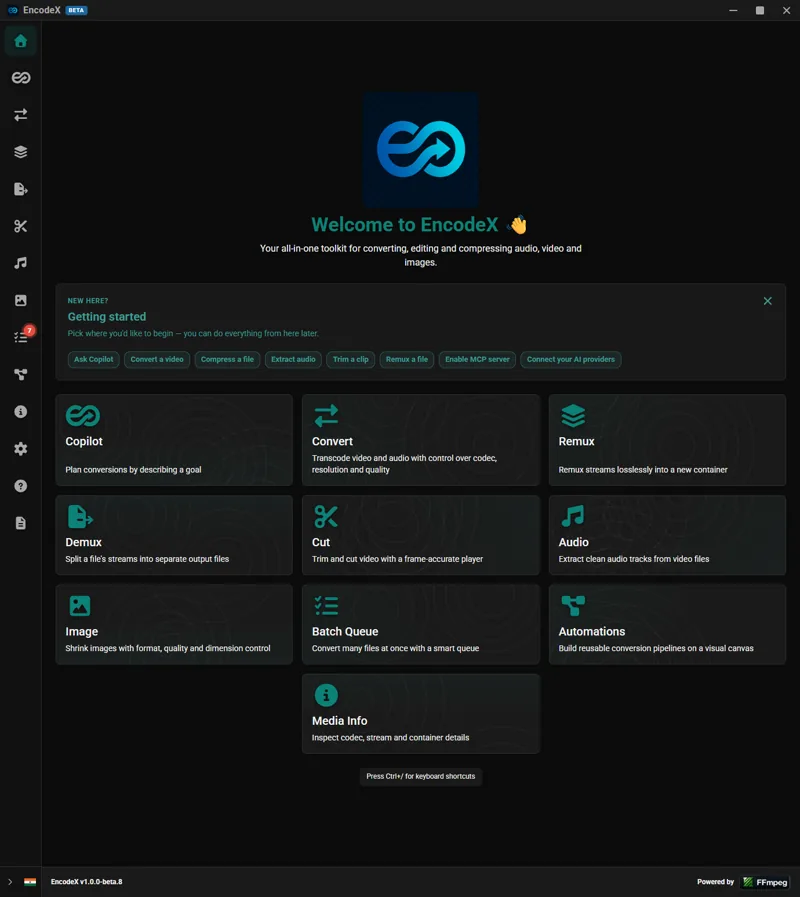 EncodeX BETA
Welcome to EncodeX
Your all-in-one toolkit for converting, editing and compressing audio, video and
images.
NEW HERE?
Getting started
Pick where you'd like to begin — you can do everything from here later.
Ask Copilot Convert a video Compress a file Extract audio Trim a clip Remux a file Enable MCP server Connect your AI providers
7
Copilot
Plan conversions by describing a goal
Convert
Transcode video and audio with control over codec,
resolution and quality
Remux
Remux streams losslessly into a new container
Demux
Split a file's streams into separate output files
Cut
Trim and cut video with a frame-accurate player
Audio
Extract clean audio tracks from video files
Image
Shrink images with format, quality and dimension control
Batch Queue
Convert many files at once with a smart queue
Automations
Build reusable conversion pipelines on a visual canvas
Media Info
Inspect codec, stream and container details
Press Ctrl+/ for keyboard shortcuts
EncodeX v1.0.0-beta.8
Powered by FFmpeg